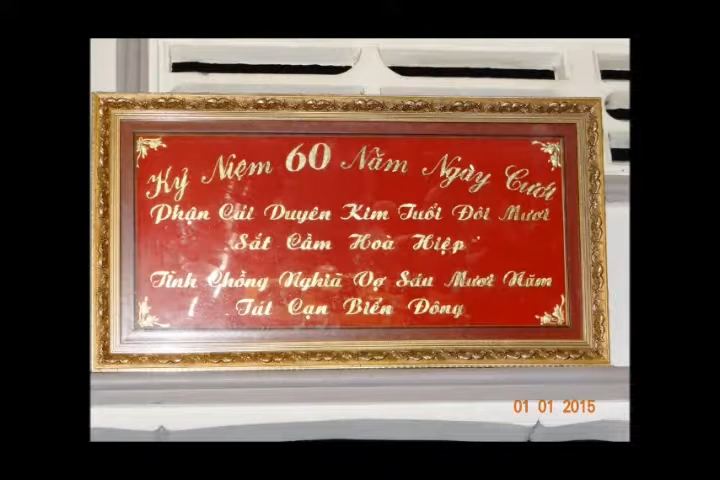 Kỷ Niệm 60 Năm Ngày Cưới
Phận Cải Duyên Kim Tuổi Đôi Mươi
Sắt Cầm Hoà Hiệp
Tình Chồng Nghĩa Vợ Sáu Mươi Năm
Tát Cạn Biển Đông
01 01 2015